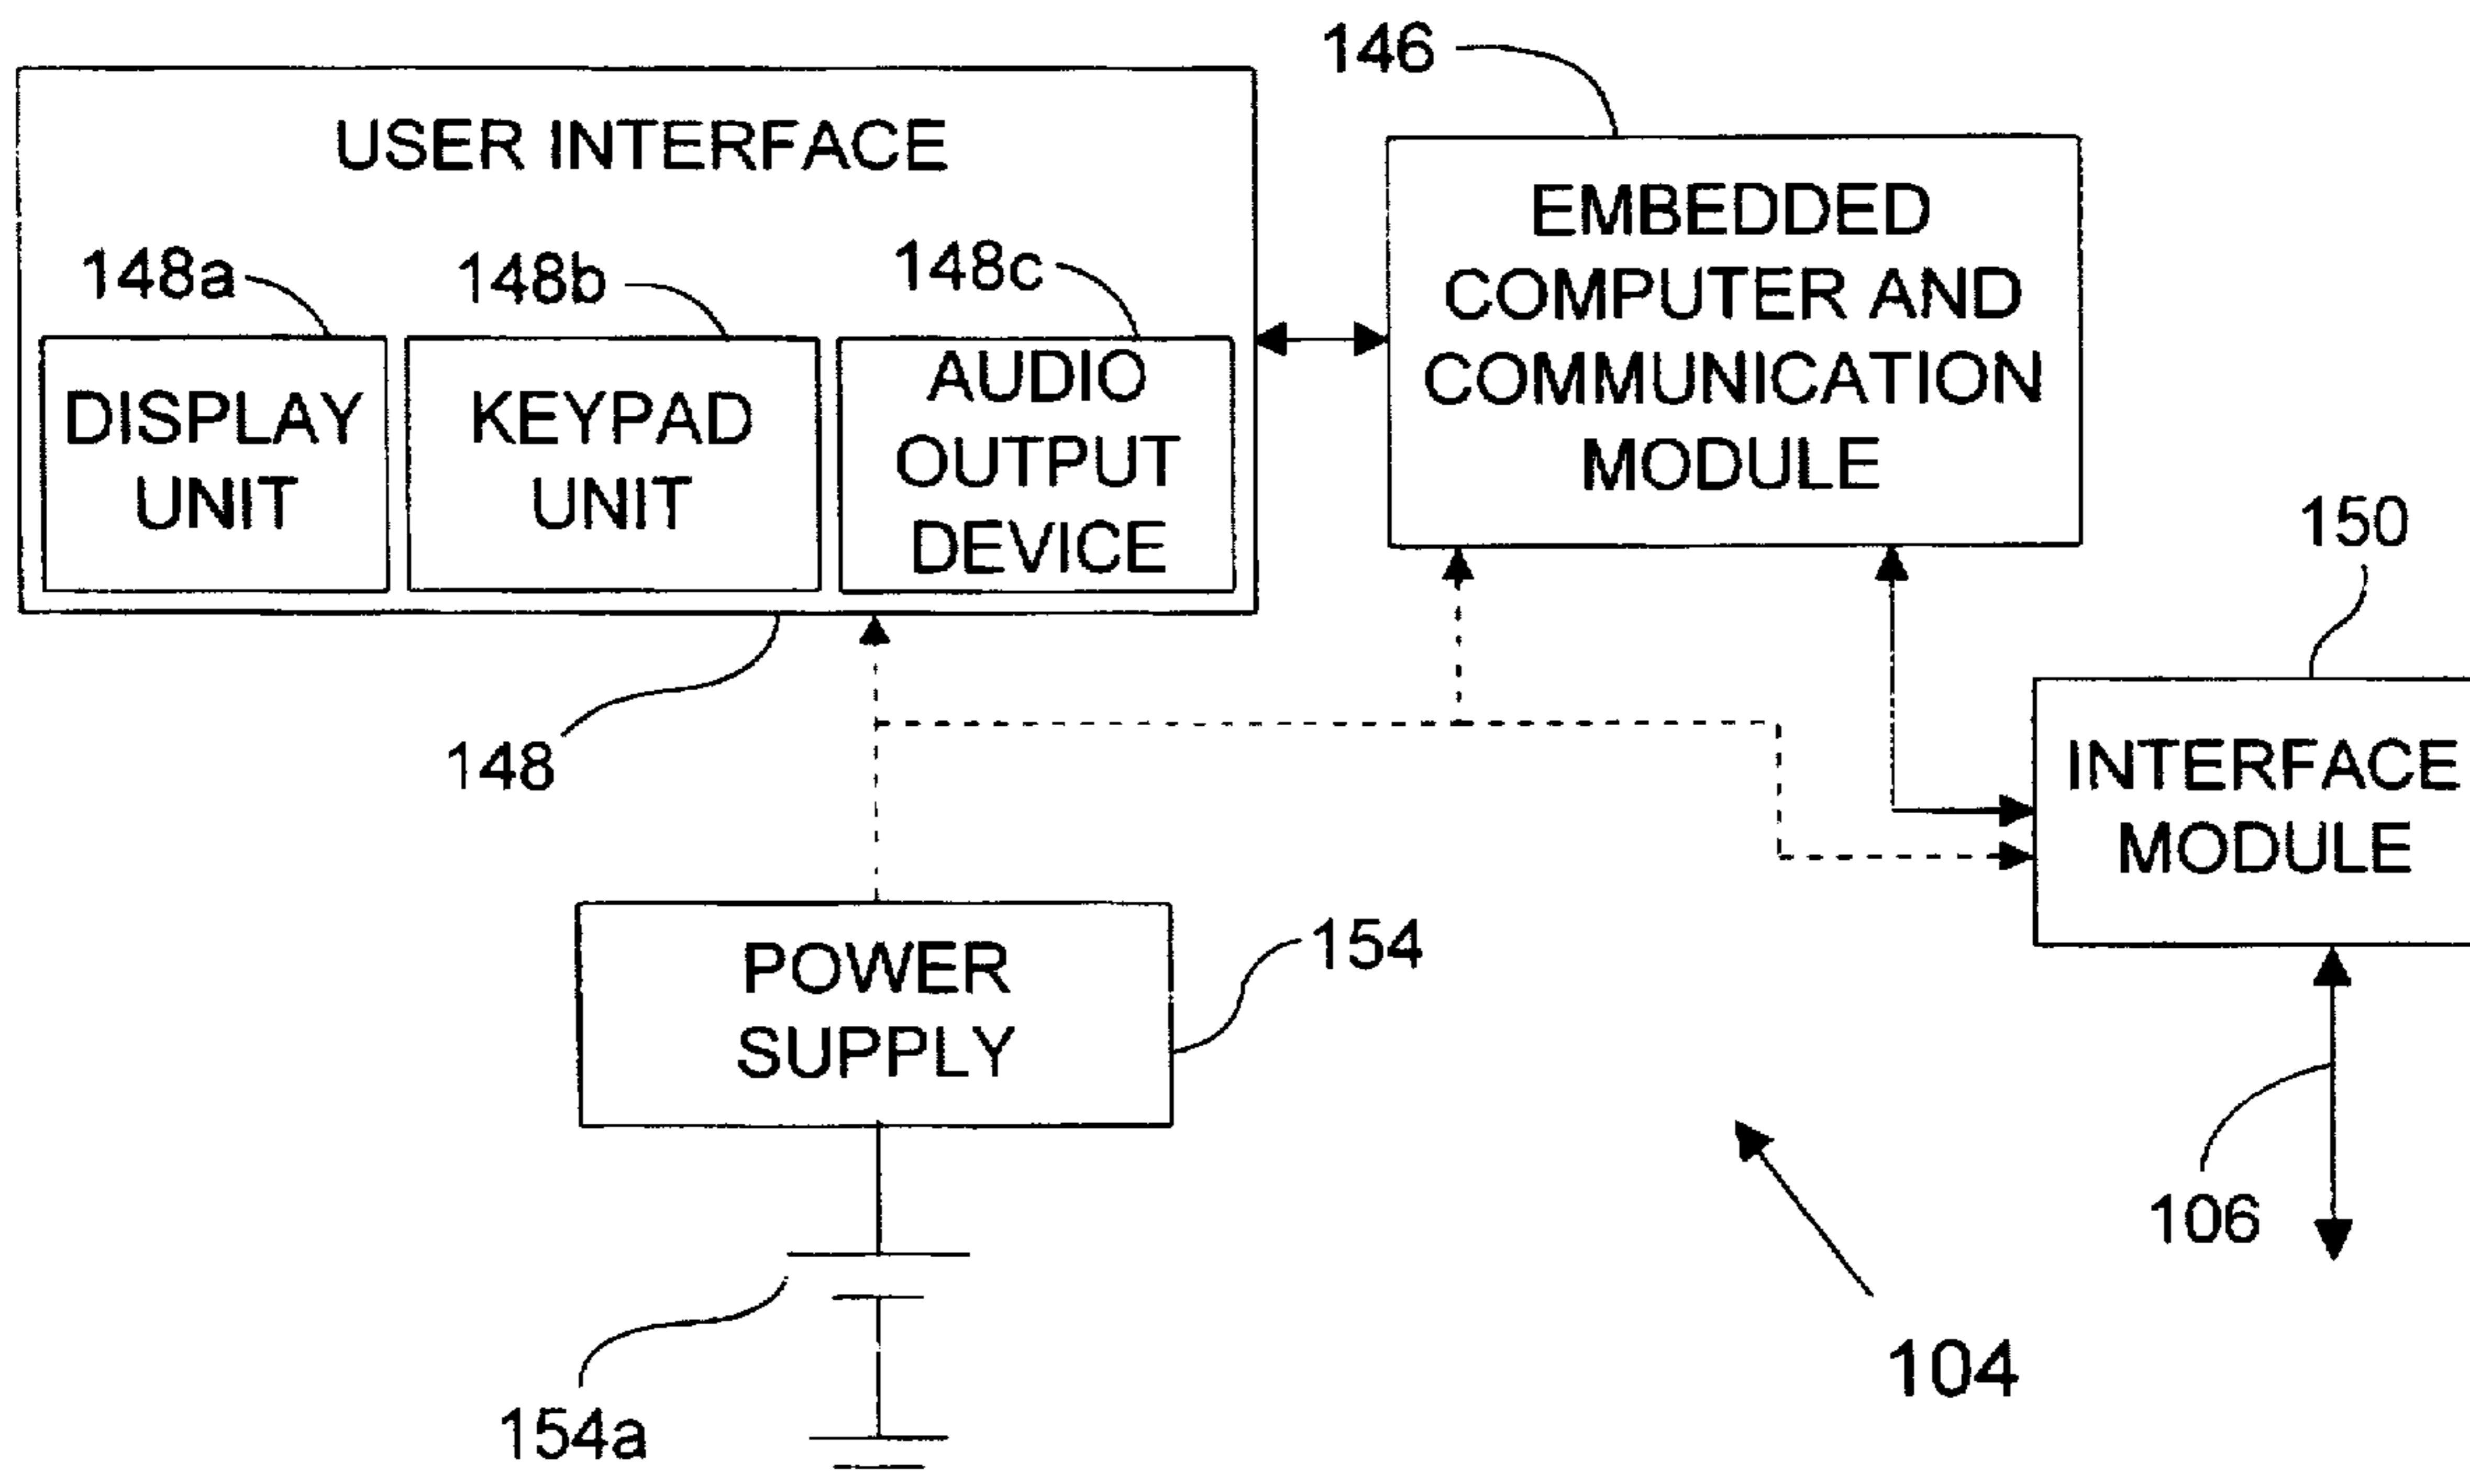 146
USER INTERFACE
EMBEDDED
COMPUTER AND
COMMUNICATION
MODULE
148a
148b
148c
DISPLAY
UNIT
KEYPAD
UNIT
AUDIO
OUTPUT
DEVICE
150
148
INTERFACE
MODULE
POWER
SUPPLY
154
106
104
154a